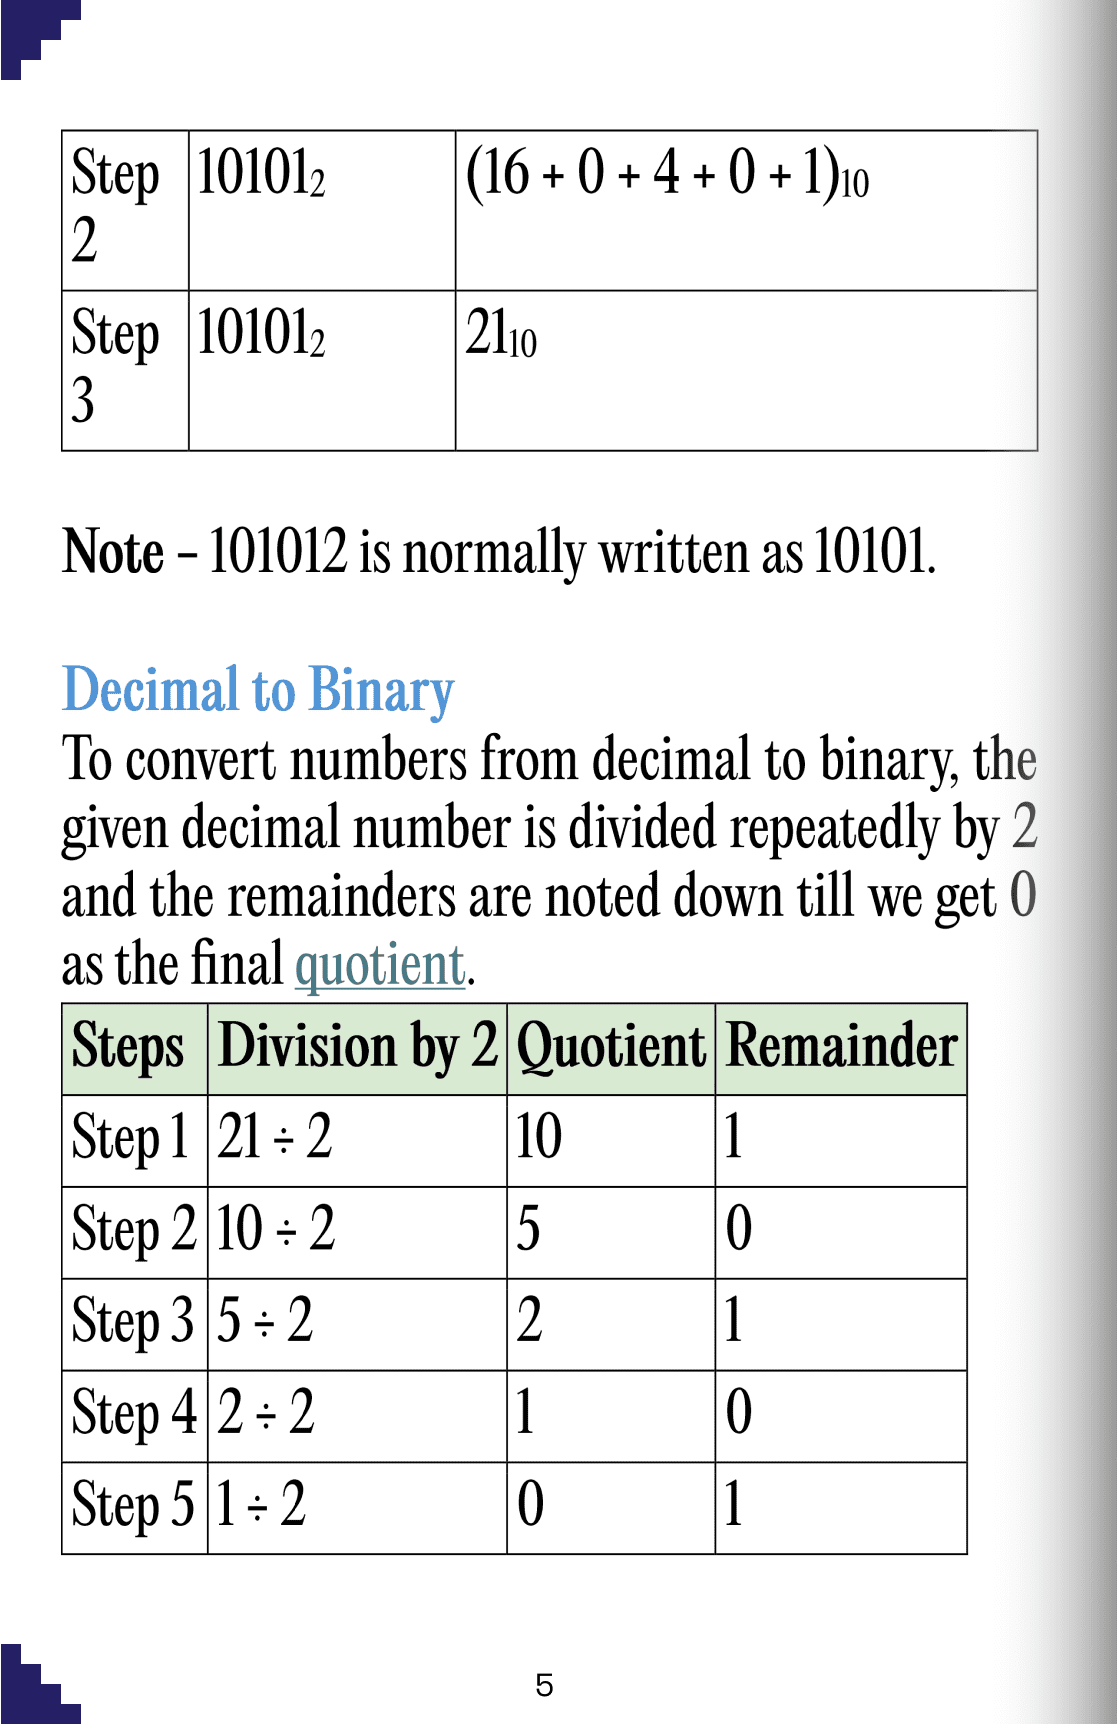 Step 10101₂ (16 + 0 + 4 + 0 + 1)₁₀
2
Step 10101₂ 21₁₀
3
Note – 101012 is normally written as 10101.
Decimal to Binary
To convert numbers from decimal to binary, the
given decimal number is divided repeatedly by 2
and the remainders are noted down till we get 0
as the final quotient.
Steps Division by 2 Quotient Remainder
Step 1 21 ÷ 2 10 1
Step 2 10 ÷ 2 5 0
Step 3 5 ÷ 2 2 1
Step 4 2 ÷ 2 1 0
Step 5 1 ÷ 2 0 1
5